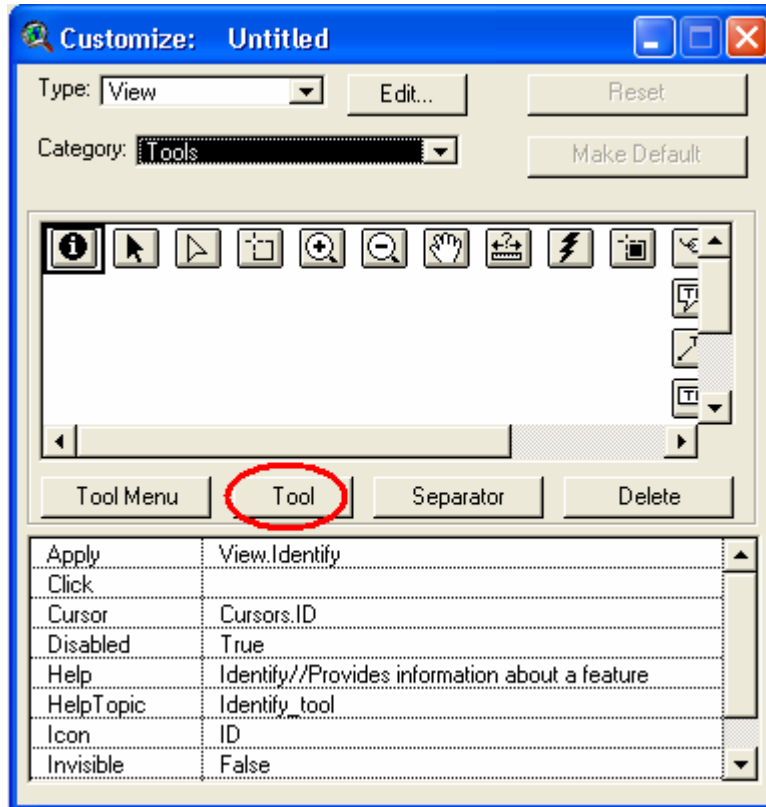 Customize: Untitled
Type: View Edit... Reset
Category: Tools Make Default
Tool Menu Tool Separator Delete
Apply View.Identify
Click
Cursor Cursors.ID
Disabled True
Help Identify//Provides information about a feature
HelpTopic Identify_tool
Icon ID
Invisible False